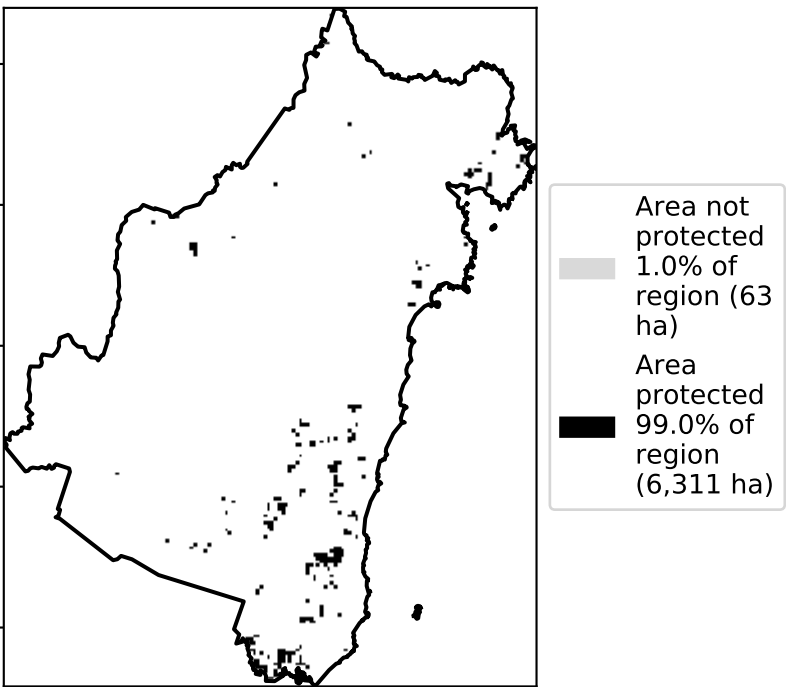 Area not
protected
1.0% of
region (63
ha)
Area
protected
99.0% of
region
(6,311 ha)